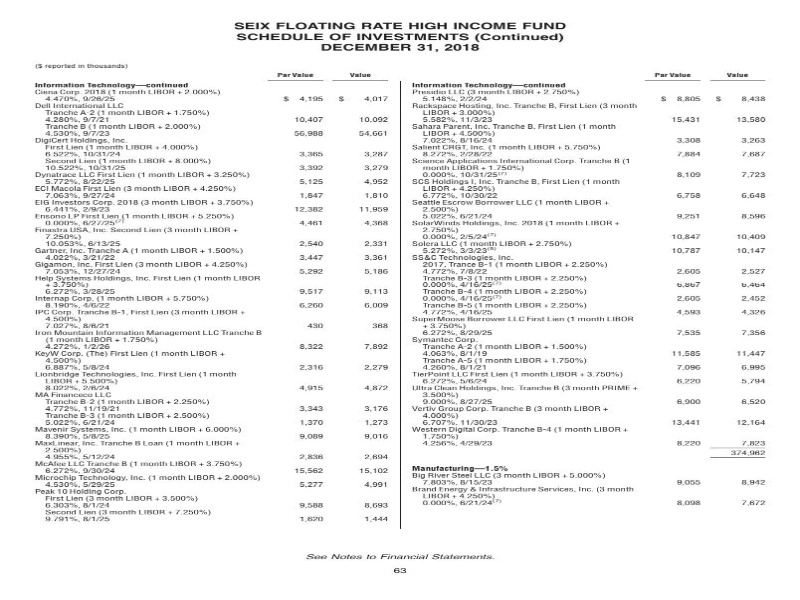 SEIX FLOATING RATE HIGH INCOME FUND
SCHEDULE OF INVESTMENTS (Continued)
DECEMBER 31, 2018
($ reported in thousands)
Par Value Value
Information Technology—continued
Ciena Corp. 2018 (1 month LIBOR + 2.000%)
4.470%, 9/26/25 $ 4,195 $ 4,017
Dell International LLC
Tranche A-2 (1 month LIBOR + 1.750%)
4.280%, 9/7/21 10,407 10,092
Tranche B (1 month LIBOR + 2.000%)
4.530%, 9/7/23 56,988 54,661
DigiCert Holdings, Inc.
First Lien (1 month LIBOR + 4.000%)
6.522%, 10/31/24 3,365 3,287
Second Lien (1 month LIBOR + 8.000%)
10.522%, 10/31/25 3,392 3,279
Dynatrace LLC First Lien (1 month LIBOR + 3.250%)
5.772%, 8/22/25 5,125 4,952
ECI Macola First Lien (3 month LIBOR + 4.250%)
7.063%, 9/27/24 1,847 1,810
EIG Investors Corp. 2018 (3 month LIBOR + 3.750%)
6.441%, 2/9/23 12,382 11,959
Ensono LP First Lien (1 month LIBOR + 5.250%)
0.000%, 6/27/25(7) 4,461 4,368
Finastra USA, Inc. Second Lien (3 month LIBOR +
7.250%)
10.053%, 6/13/25 2,540 2,331
Gartner, Inc. Tranche A (1 month LIBOR + 1.500%)
4.022%, 3/21/22 3,447 3,361
Gigamon, Inc. First Lien (3 month LIBOR + 4.250%)
7.053%, 12/27/24 5,292 5,186
Help Systems Holdings, Inc. First Lien (1 month LIBOR
+ 3.750%)
6.272%, 3/28/25 9,517 9,113
Internap Corp. (1 month LIBOR + 5.750%)
8.190%, 4/6/22 6,260 6,009
IPC Corp. Tranche B-1, First Lien (3 month LIBOR +
4.500%)
7.027%, 8/6/21 430 368
Iron Mountain Information Management LLC Tranche B
(1 month LIBOR + 1.750%)
4.272%, 1/2/26 8,322 7,892
KeyW Corp. (The) First Lien (1 month LIBOR +
4.500%)
6.887%, 5/8/24 2,316 2,279
Lionbridge Technologies, Inc. First Lien (1 month
LIBOR + 5.500%)
8.022%, 2/6/24 4,915 4,872
MA Financeco LLC
Tranche B-2 (1 month LIBOR + 2.250%)
4.772%, 11/19/21 3,343 3,176
Tranche B-3 (1 month LIBOR + 2.500%)
5.022%, 6/21/24 1,370 1,273
Mavenir Systems, Inc. (1 month LIBOR + 6.000%)
8.390%, 5/8/25 9,089 9,016
MaxLinear, Inc. Tranche B Loan (1 month LIBOR +
2.500%)
4.955%, 5/12/24 2,836 2,694
McAfee LLC Tranche B (1 month LIBOR + 3.750%)
6.272%, 9/30/24 15,562 15,102
Microchip Technology, Inc. (1 month LIBOR + 2.000%)
4.530%, 5/29/25 5,277 4,991
Peak 10 Holding Corp.
First Lien (3 month LIBOR + 3.500%)
6.303%, 8/1/24 9,588 8,693
Second Lien (3 month LIBOR + 7.250%)
9.791%, 8/1/25 1,620 1,444
Par Value Value
Information Technology—continued
Presidio LLC (3 month LIBOR + 2.750%)
5.148%, 2/2/24 $ 8,805 $ 8,438
Rackspace Hosting, Inc. Tranche B, First Lien (3 month
LIBOR + 3.000%)
5.582%, 11/3/23 15,431 13,580
Sahara Parent, Inc. Tranche B, First Lien (1 month
LIBOR + 4.500%)
7.022%, 8/16/24 3,308 3,263
Salient CRGT, Inc. (1 month LIBOR + 5.750%)
8.272%, 2/28/22 7,884 7,687
Science Applications International Corp. Tranche B (1
month LIBOR + 1.750%)
0.000%, 10/31/25(7) 8,109 7,723
SCS Holdings I, Inc. Tranche B, First Lien (1 month
LIBOR + 4.250%)
6.772%, 10/30/22 6,758 6,648
Seattle Escrow Borrower LLC (1 month LIBOR +
2.500%)
5.022%, 6/21/24 9,251 8,596
SolarWinds Holdings, Inc. 2018 (1 month LIBOR +
2.750%)
0.000%, 2/5/24(7) 10,847 10,409
Solera LLC (1 month LIBOR + 2.750%)
5.272%, 3/3/23(8) 10,787 10,147
SS&C Technologies, Inc.
2017, Trance B-1 (1 month LIBOR + 2.250%)
4.772%, 7/8/22 2,605 2,527
Tranche B-3 (1 month LIBOR + 2.250%)
0.000%, 4/16/25(7) 6,867 6,464
Tranche B-4 (1 month LIBOR + 2.250%)
0.000%, 4/16/25(7) 2,605 2,452
Tranche B-5 (1 month LIBOR + 2.250%)
4.772%, 4/16/25 4,593 4,326
SuperMoose Borrower LLC First Lien (1 month LIBOR
+ 3.750%)
6.272%, 8/29/25 7,535 7,356
Symantec Corp.
Tranche A-2 (1 month LIBOR + 1.500%)
4.063%, 8/1/19 11,585 11,447
Tranche A-5 (1 month LIBOR + 1.750%)
4.260%, 8/1/21 7,096 6,995
TierPoint LLC First Lien (1 month LIBOR + 3.750%)
6.272%, 5/6/24 6,220 5,794
Ultra Clean Holdings, Inc. Tranche B (3 month PRIME +
3.500%)
9.000%, 8/27/25 6,900 6,520
Vertiv Group Corp. Tranche B (3 month LIBOR +
4.000%)
6.707%, 11/30/23 13,441 12,164
Western Digital Corp. Tranche B-4 (1 month LIBOR +
1.750%)
4.256%, 4/29/23 8,220 7,823
374,962
Manufacturing—1.5%
Big River Steel LLC (3 month LIBOR + 5.000%)
7.803%, 8/15/23 9,055 8,942
Brand Energy & Infrastructure Services, Inc. (3 month
LIBOR + 4.250%)
0.000%, 6/21/24(7) 8,098 7,672
See Notes to Financial Statements.
63